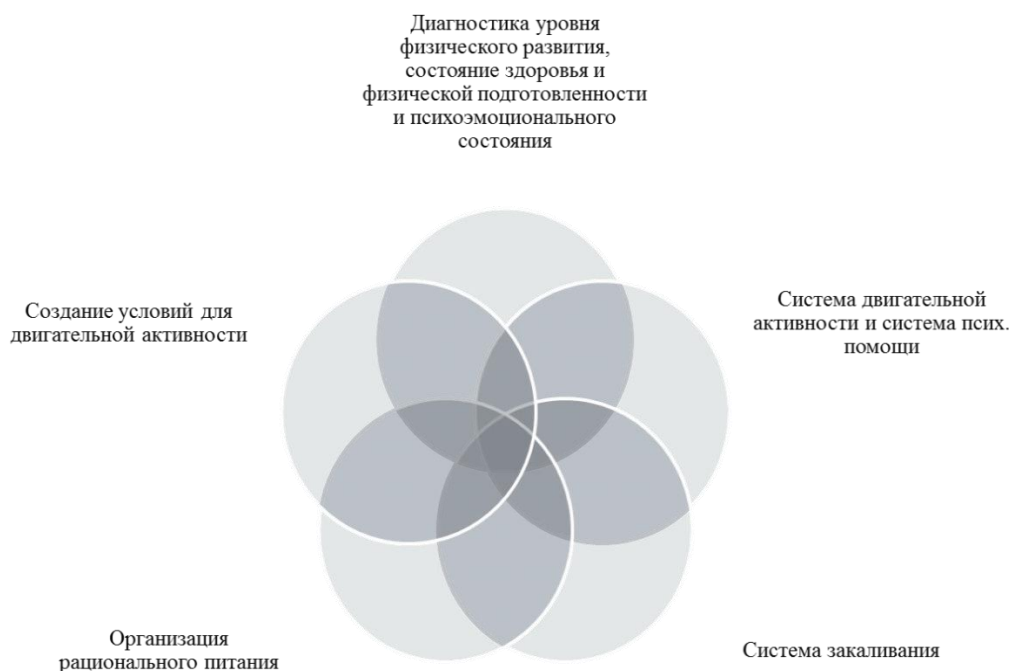 Диагностика уровня
физического развития,
состояние здоровья и
физической подготовленности
и психоэмоционального
состояния
Создание условий для
двигательной активности
Система двигательной
активности и система псих.
помощи
Организация
рационального питания
Система закаливания